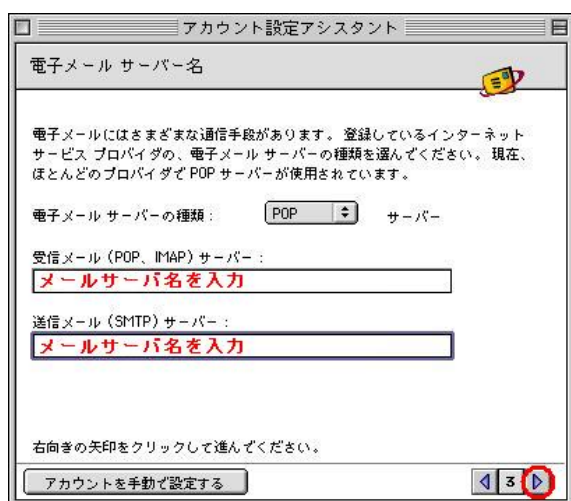 アカウント設定アシスタント
電子メール サーバー名
電子メールにはさまざまな通信手段があります。登録しているインターネット
サービス プロバイダの、電子メール サーバーの種類を選んでください。現在、
ほとんどのプロバイダで POP サーバーが使用されています。
電子メール サーバーの種類： POP サーバー
受信メール (POP、IMAP) サーバー：
メールサーバ名を入力
送信メール (SMTP) サーバー：
メールサーバ名を入力
右向きの矢印をクリックして進んでください。
アカウントを手動で設定する 3